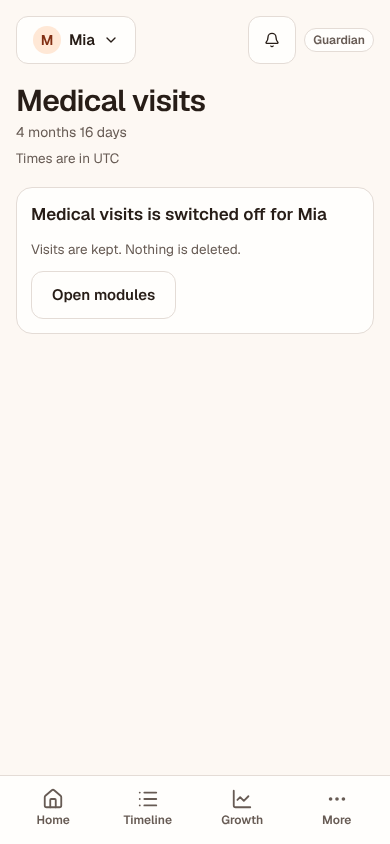 M Mia
Guardian
Medical visits
4 months 16 days
Times are in UTC
Medical visits is switched off for Mia
Visits are kept. Nothing is deleted.
Open modules
Home Timeline Growth More